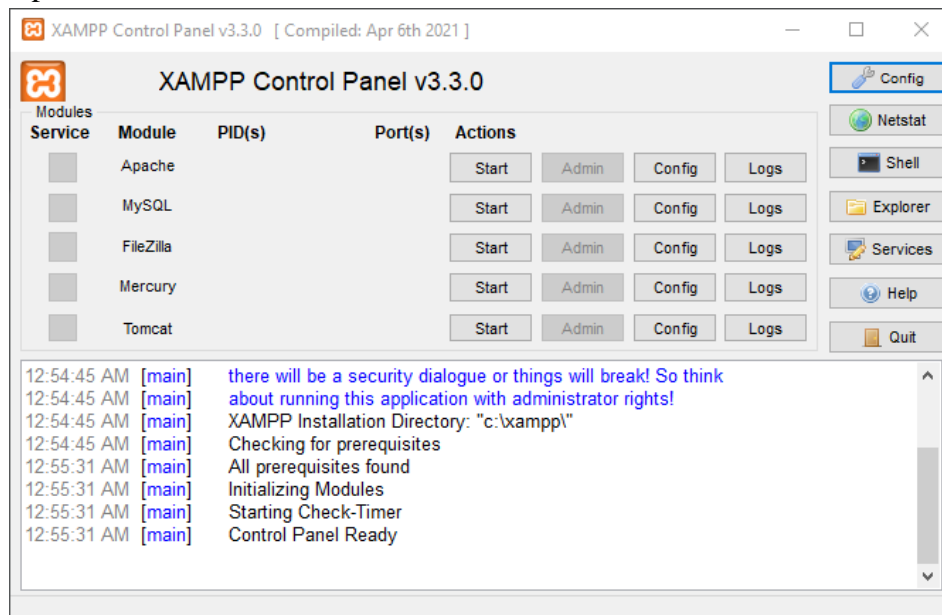 XAMPP Control Panel v3.3.0 [ Compiled: Apr 6th 2021 ]
XAMPP Control Panel v3.3.0
Config
Modules
Service Module PID(s) Port(s) Actions
Netstat
Apache Start Admin Config Logs
Shell
MySQL Start Admin Config Logs
Explorer
FileZilla Start Admin Config Logs
Services
Mercury Start Admin Config Logs
Help
Tomcat Start Admin Config Logs
Quit
12:54:45 AM [main] there will be a security dialogue or things will break! So think
12:54:45 AM [main] about running this application with administrator rights!
12:54:45 AM [main] XAMPP Installation Directory: "c:\xampp\"
12:54:45 AM [main] Checking for prerequisites
12:55:31 AM [main] All prerequisites found
12:55:31 AM [main] Initializing Modules
12:55:31 AM [main] Starting Check-Timer
12:55:31 AM [main] Control Panel Ready